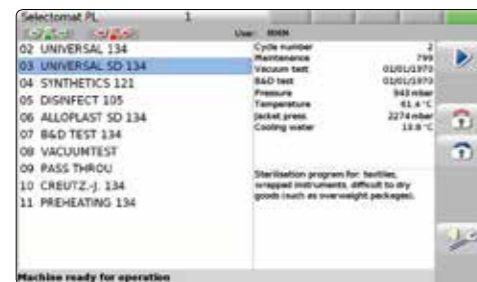 Selectomat PL 1
User:
02 UNIVERSAL 134
03 UNIVERSAL SD 134
04 SYNTHETICS 121
05 DISINFECT 105
06 ALLOPLAST SD 134
07 B&D TEST 134
08 VACUUMTEST
09 PASS THROU
10 CREUTZ.-J. 134
11 PREHEATING 134
Cycle number 2
Maintenance 799
Vacuum test 01/01/1970
B&D test 01/01/1970
Pressure 943 mbar
Temperature 61.4 °C
Jacket press. 2274 mbar
Cooling water 13.8 °C
Sterilisation program for: textiles,
wrapped instruments, difficult to dry
goods (such as overweight packages).
Machine ready for operation